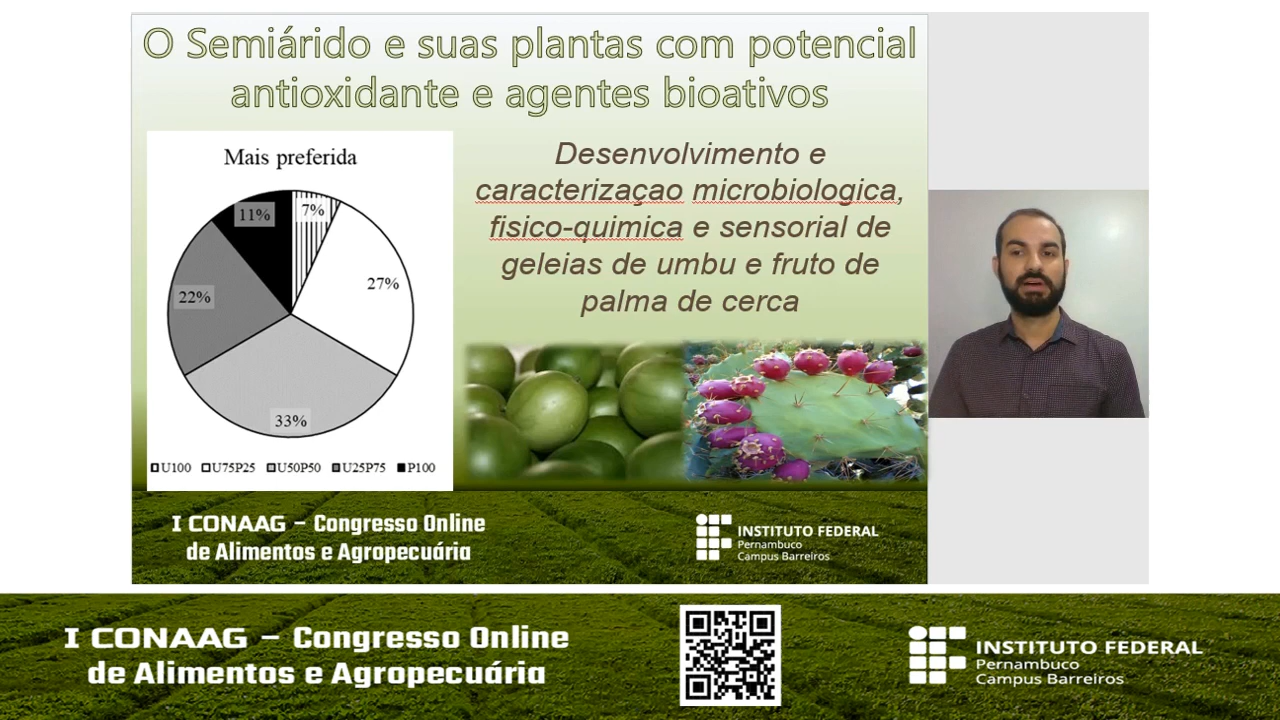 O Semiárido e suas plantas com potencial
antioxidante e agentes bioativos
Mais preferida
11%
7%
27%
22%
33%
U100 U75P25 U50P50 U25P75 P100
Desenvolvimento e
caracterizaçao microbiologica,
fisico-quimica e sensorial de
geleias de umbu e fruto de
palma de cerca
I CONAAG – Congresso Online
de Alimentos e Agropecuária
INSTITUTO FEDERAL
Pernambuco
Campus Barreiros
I CONAAG – Congresso Online
de Alimentos e Agropecuária
INSTITUTO FEDERAL
Pernambuco
Campus Barreiros